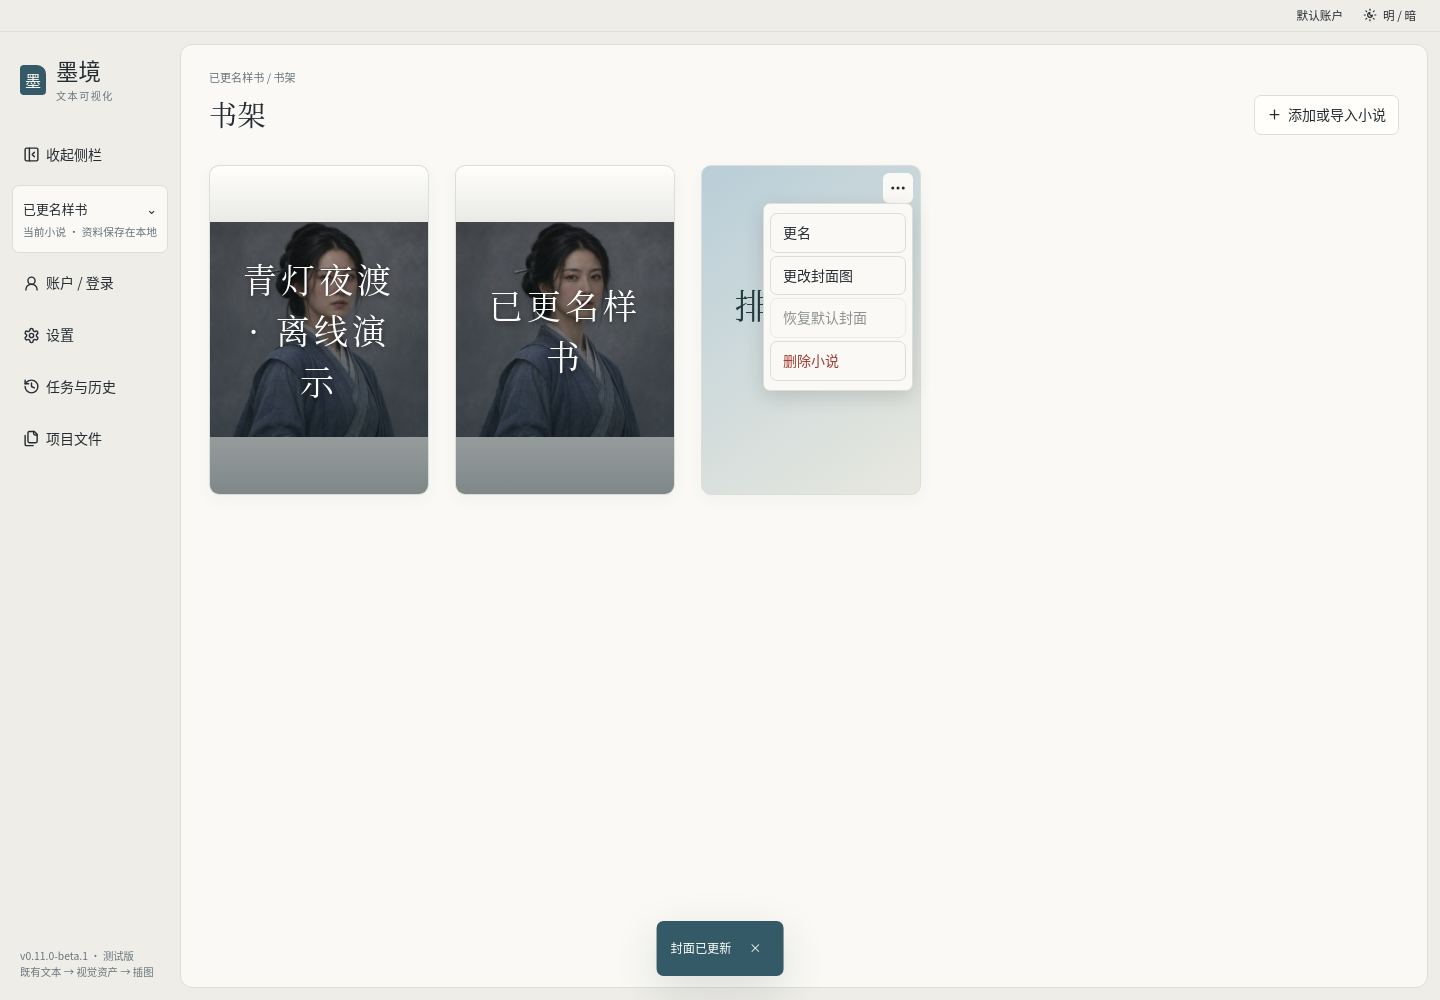 默认账户
明 / 暗
墨
墨境
文本可视化
收起侧栏
已更名样书
当前小说 · 资料保存在本地
账户 / 登录
设置
任务与历史
项目文件
v0.11.0-beta.1 · 测试版
既有文本 → 视觉资产 → 插图
已更名样书 / 书架
书架
添加或导入小说
青灯夜渡
· 离线演
示
已更名样
书
排
更名
更改封面图
恢复默认封面
删除小说
封面已更新